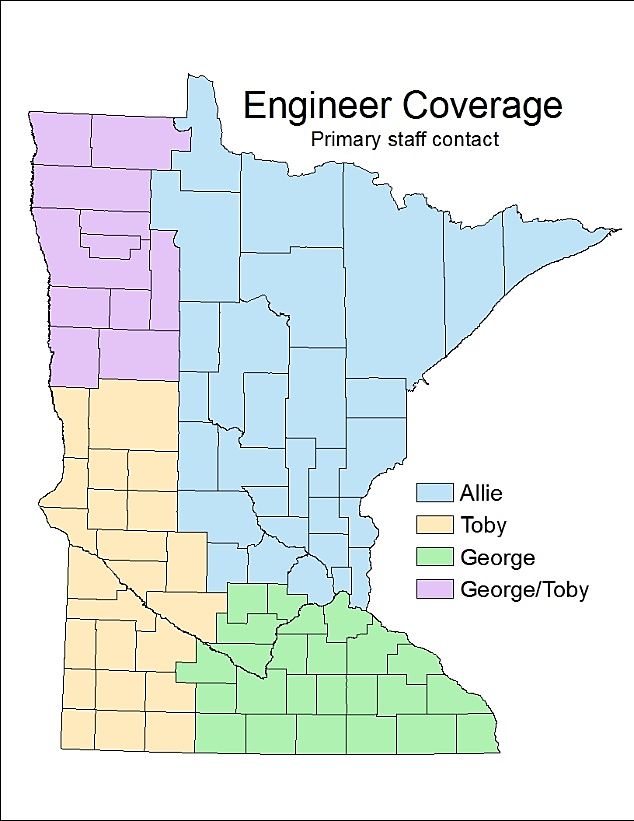 Engineer Coverage
Primary staff contact
Allie
Toby
George
George/Toby